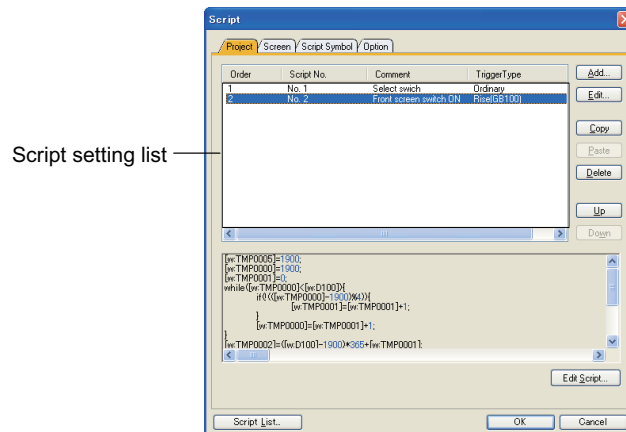 Script
Project Screen Script Symbol Option
Order Script No. Comment TriggerType
1 No. 1 Select swich Ordinary
2 No. 2 Front screen switch ON Rise(GB100)
Add...
Edit...
Copy
Paste
Delete
Up
Down
Script setting list
[w:TMP0005]=1900;
[w:TMP0000]=1900;
[w:TMP0001]=0;
while([w:TMP0000]<[w:D100]){
if(!(([w:TMP0000]-1900)%4)){
[w:TMP0001]=[w:TMP0001]+1;
}
[w:TMP0000]=[w:TMP0001]+1;
}
[w:TMP0002]=([w:D100]-1900)*365+[w:TMP0001];
Edit Script...
Script List... OK Cancel